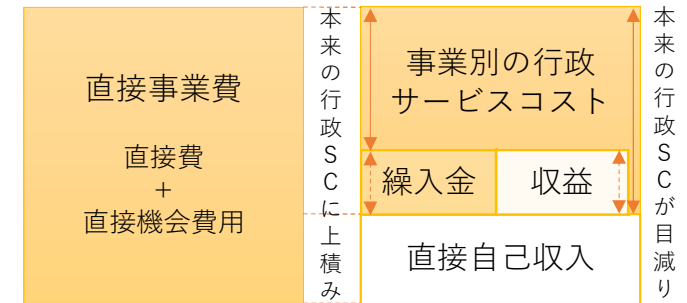 直接事業費
直接費
+
直接機会費用
本来の行政SCに上積み
事業別の行政
サービスコスト
繰入金
収益
直接自己収入
本来の行政SCが目減り